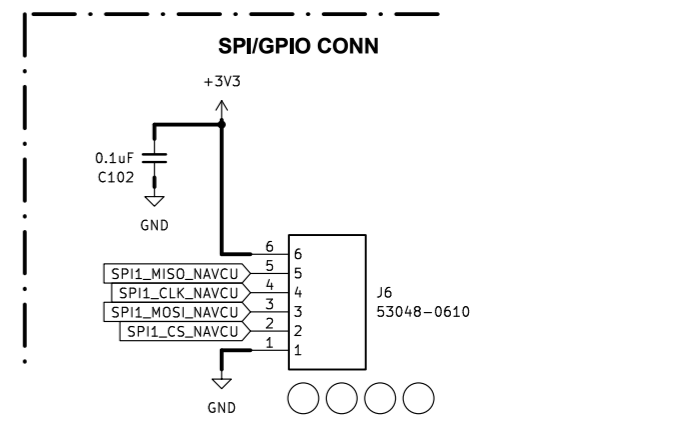 SPI/GPIO CONN
+3V3
0.1uF
C102
GND
6 6
SPI1_MISO_NAVCU 5 5
SPI1_CLK_NAVCU 4 4
SPI1_MOSI_NAVCU 3 3
SPI1_CS_NAVCU 2 2
1 1
J6
53048-0610
GND